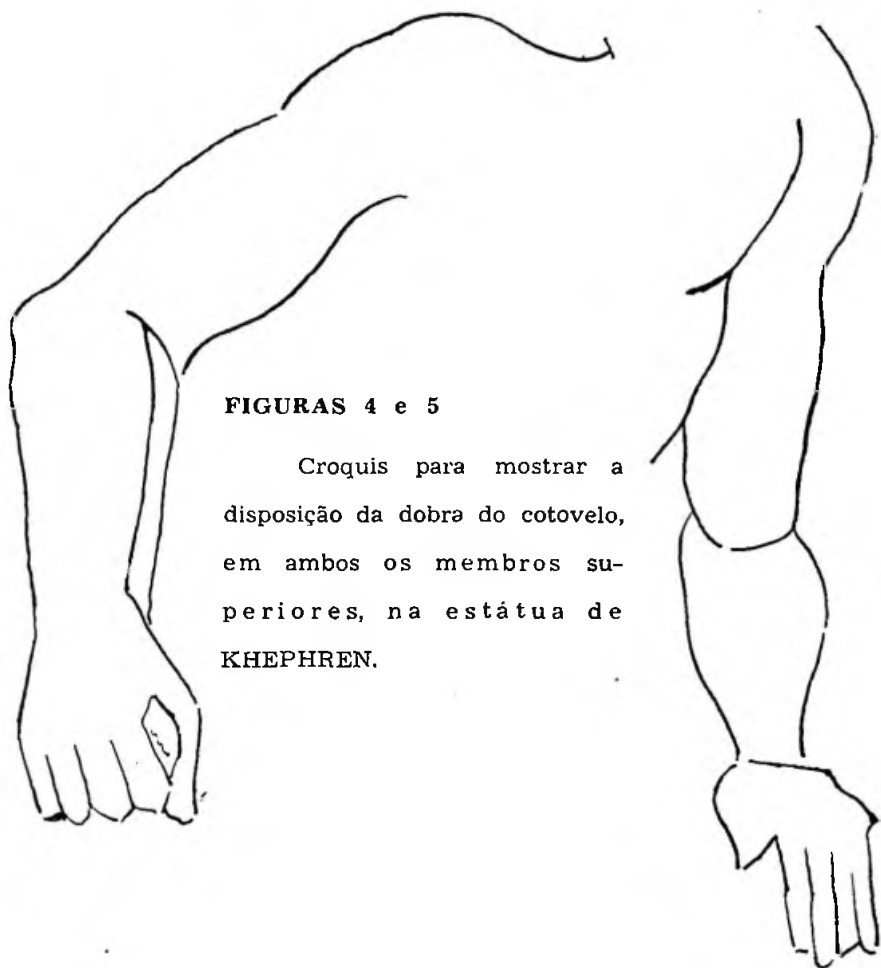 FIGURAS 4 e 5
Croquis para mostrar a
disposição da dobra do cotovelo,
em ambos os membros su-
periores, na estátua de
KHEPHREN.